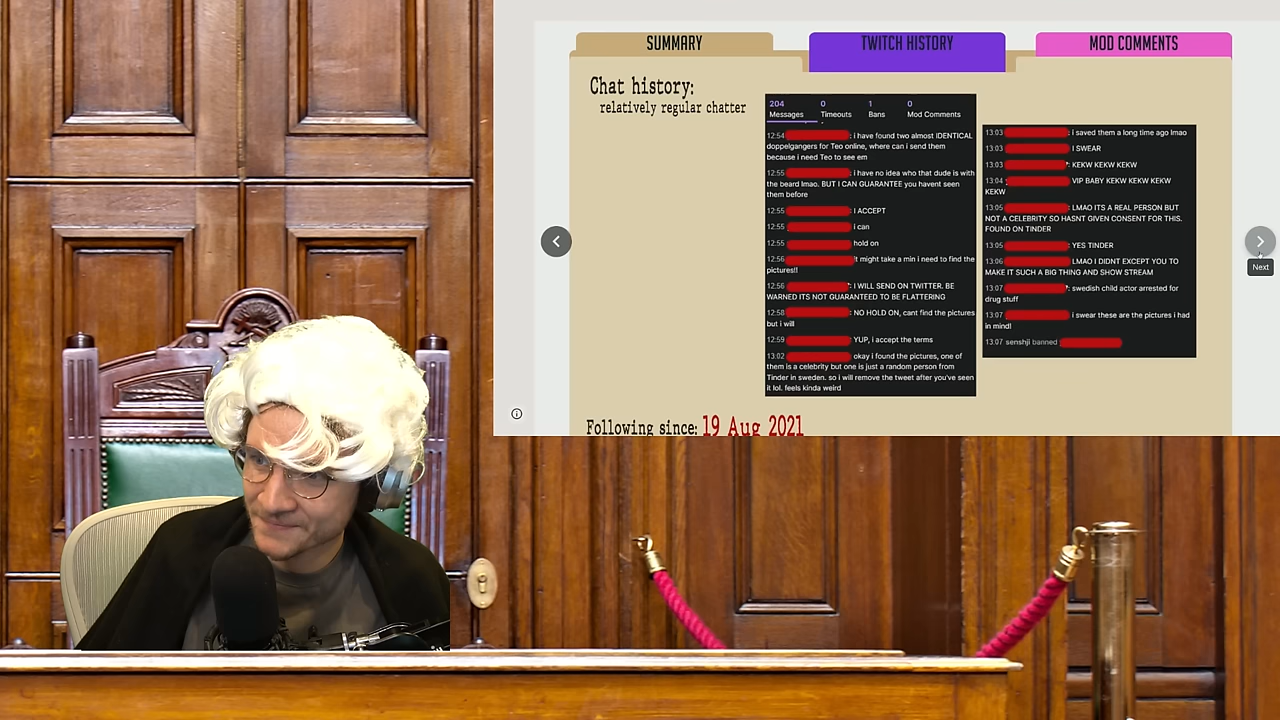 SUMMARY
TWITCH HISTORY
MOD COMMENTS
Chat history:
relatively regular chatter
204 0 1 0
Messages Timeouts Bans Mod Comments
12:54 : i have found two almost IDENTICAL
doppelgangers for Teo online, where can i send them
because i need Teo to see em
12:55 : i have no idea who that dude is with
the beard lmao. BUT I CAN GUARANTEE you havent seen
them before
12:55 : I ACCEPT
12:55 : i can
12:55 hold on
12:56 it might take a min i need to find the
pictures!!
12:56 : I WILL SEND ON TWITTER. BE
WARNED ITS NOT GUARANTEED TO BE FLATTERING
12:58 : NO HOLD ON, cant find the pictures
but i will
12:59 : YUP, i accept the terms
13:02 : okay i found the pictures, one of
them is a celebrity but one is just a random person from
Tinder in sweden. so i will remove the tweet after you've seen
it lol. feels kinda weird
13:03 : i saved them a long time ago lmao
13:03 : I SWEAR
13:03 : KEKW KEKW KEKW
13:04 : VIP BABY KEKW KEKW KEKW
KEKW
13:05 : LMAO ITS A REAL PERSON BUT
NOT A CELEBRITY SO HASNT GIVEN CONSENT FOR THIS.
FOUND ON TINDER
13:05 : YES TINDER
13:06 LMAO I DIDNT EXCEPT YOU TO
MAKE IT SUCH A BIG THING AND SHOW STREAM
13:07 : swedish child actor arrested for
drug stuff
13:07 i swear these are the pictures i had
in mind!
13:07 senshji banned
Next
Following since: 19 Aug 2021